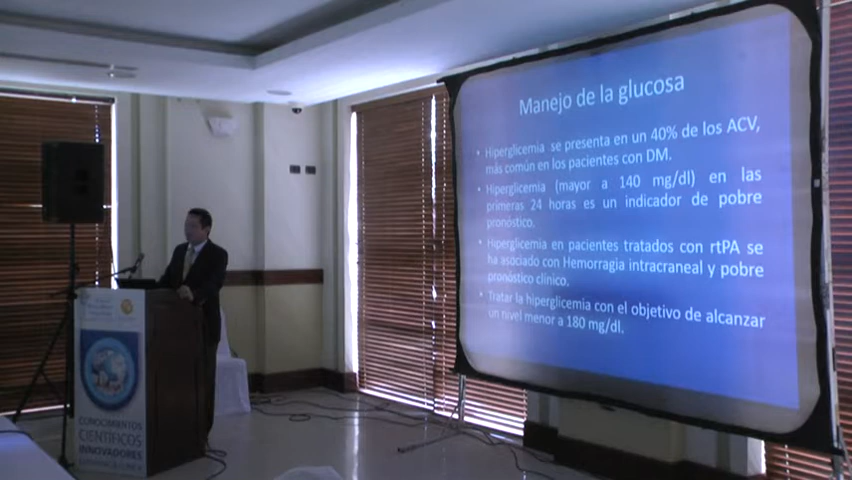 Manejo de la glucosa
• Hiperglicemia se presenta en un 40% de los ACV,
más común en los pacientes con DM.
• Hiperglicemia (mayor a 140 mg/dl) en las
primeras 24 horas es un indicador de pobre
pronóstico.
• Hiperglicemia en pacientes tratados con rtPA se
ha asociado con Hemorragia intracraneal y pobre
pronóstico clínico.
• Tratar la hiperglicemia con el objetivo de alcanzar
un nivel menor a 180 mg/dl.
CONOCIMIENTOS
CIENTÍFICOS
INNOVADORES